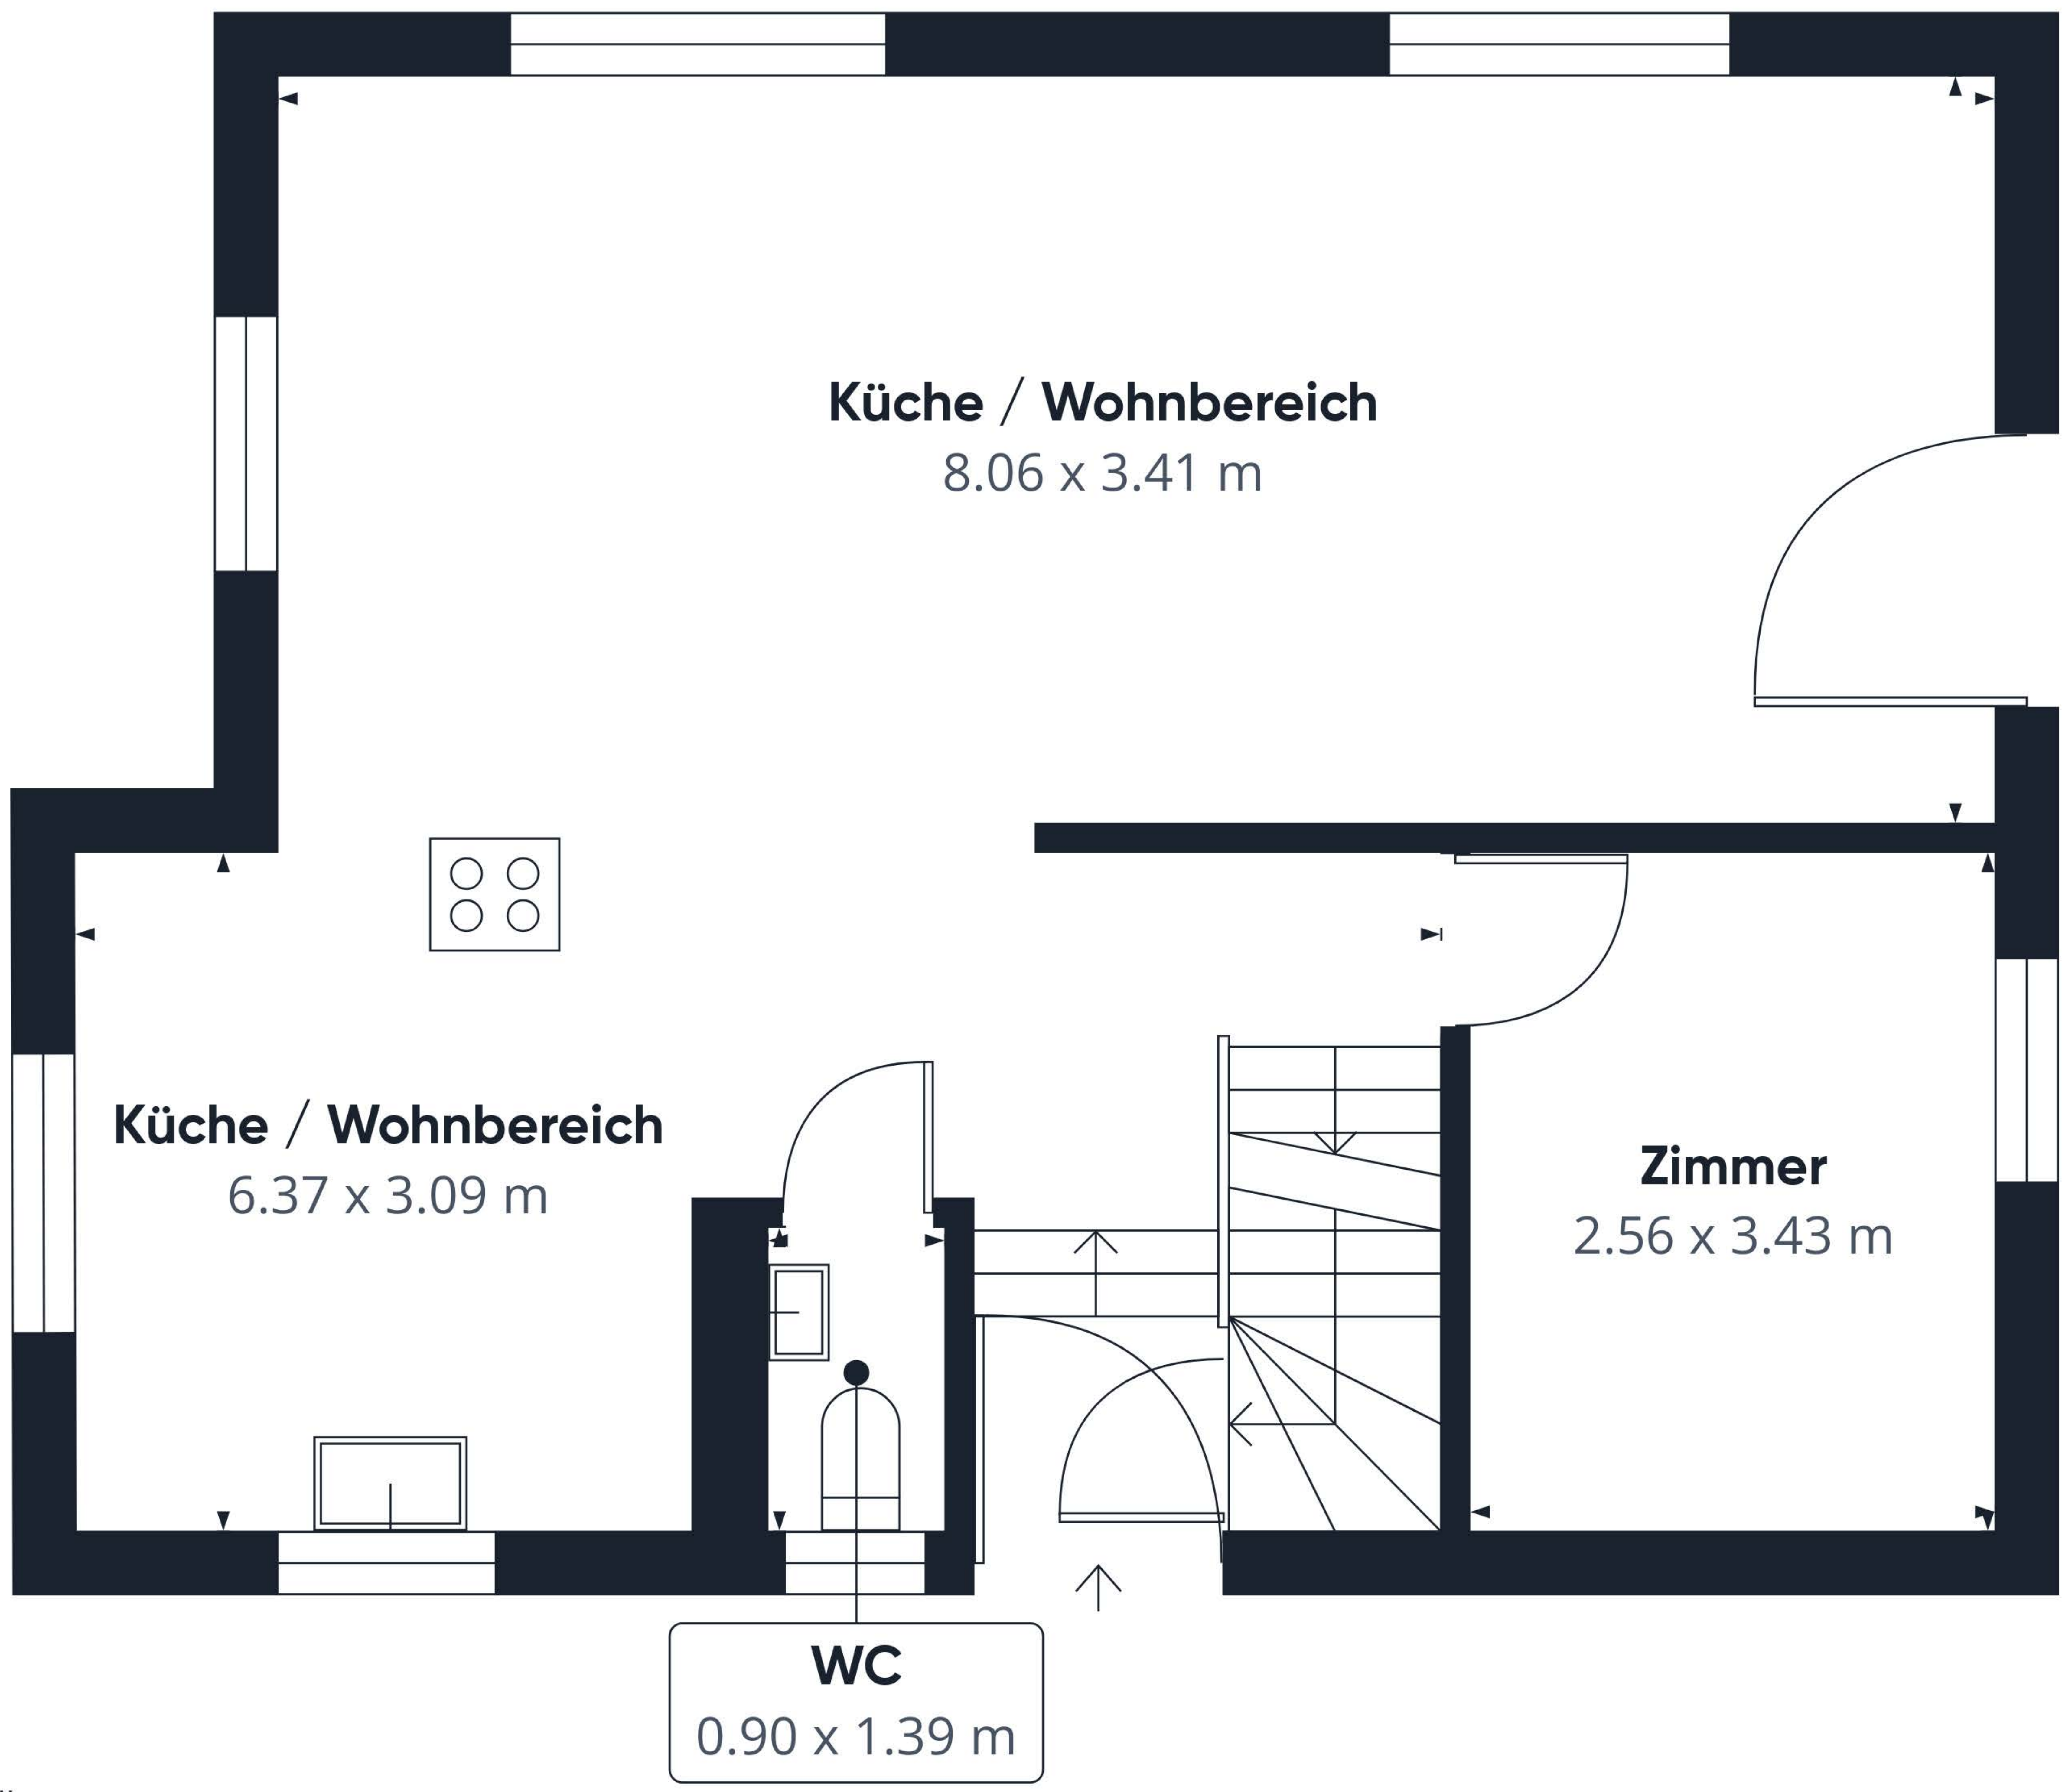 Küche / Wohnbereich
8.06 x 3.41 m
Küche / Wohnbereich
6.37 x 3.09 m
Zimmer
2.56 x 3.43 m
WC
0.90 x 1.39 m